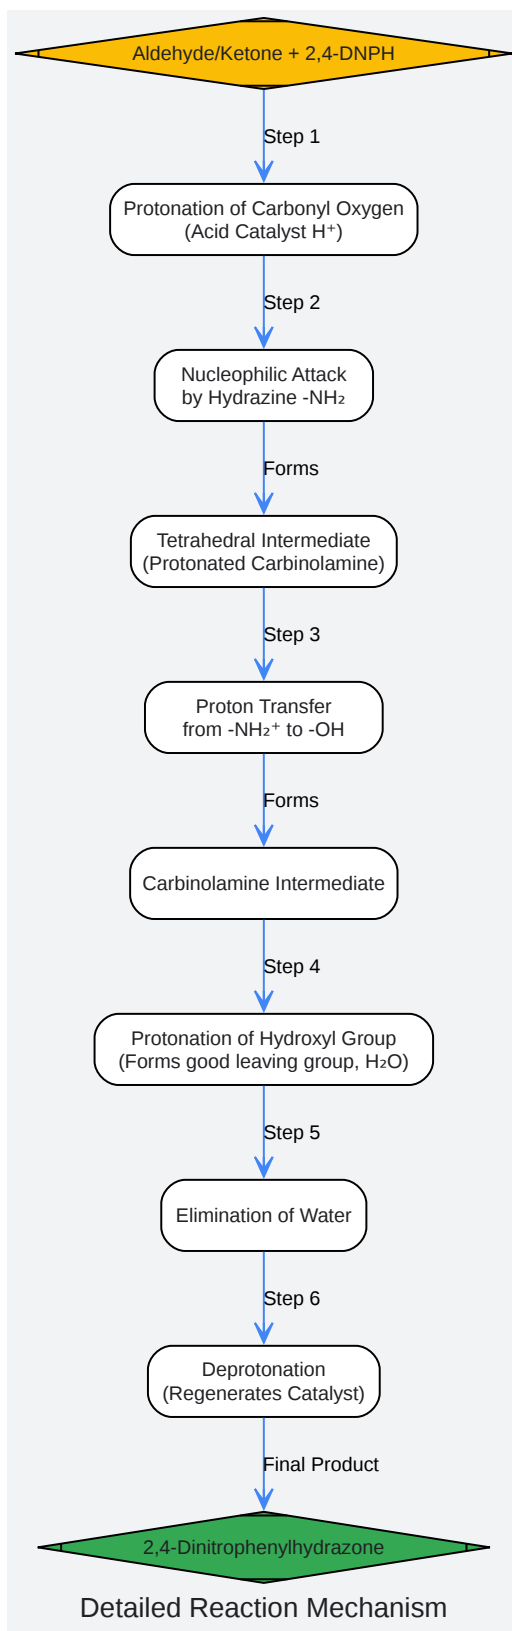 Aldehyde/Ketone + 2,4-DNPH
Step 1
Protonation of Carbonyl Oxygen
(Acid Catalyst H⁺)
Step 2
Nucleophilic Attack
by Hydrazine -NH₂
Forms
Tetrahedral Intermediate
(Protonated Carbinolamine)
Step 3
Proton Transfer
from -NH₂⁺ to -OH
Forms
Carbinolamine Intermediate
Step 4
Protonation of Hydroxyl Group
(Forms good leaving group, H₂O)
Step 5
Elimination of Water
Step 6
Deprotonation
(Regenerates Catalyst)
Final Product
2,4-Dinitrophenylhydrazone
Detailed Reaction Mechanism